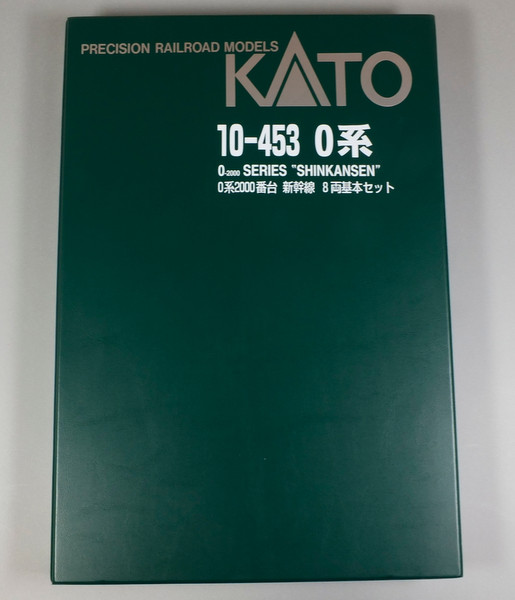 PRECISION RAILROAD MODELS
KATO
10-453 0系
0-2000 SERIES "SHINKANSEN"
0系2000番台 新幹線 8両基本セット